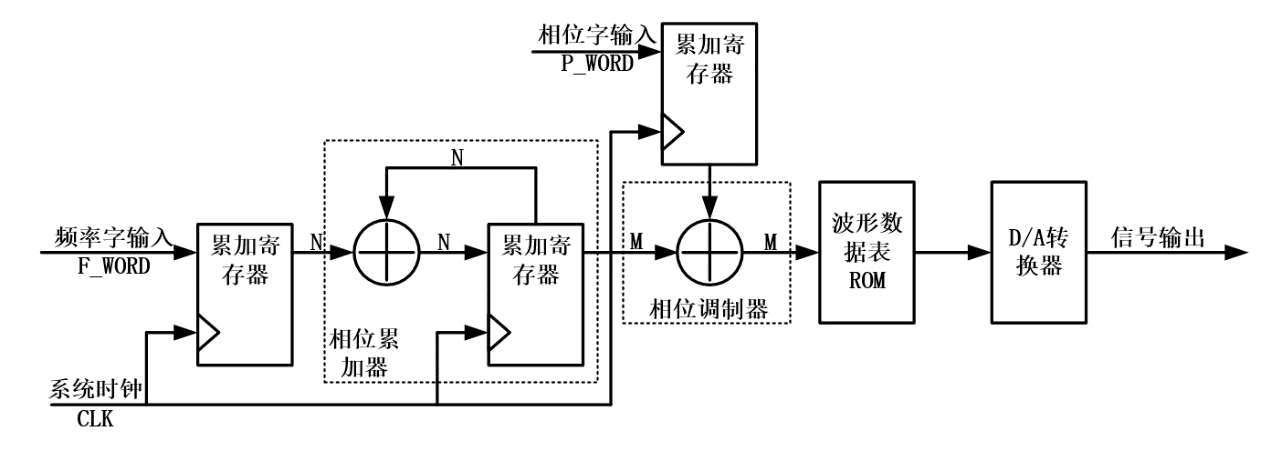 相位字输入
P_WORD
累加寄
存器
频率字输入
F_WORD
累加寄
存器
N
N
N
累加寄
存器
相位累
加器
M
M
相位调制器
波形数
据表
ROM
D/A转
换器
信号输出
系统时钟
CLK